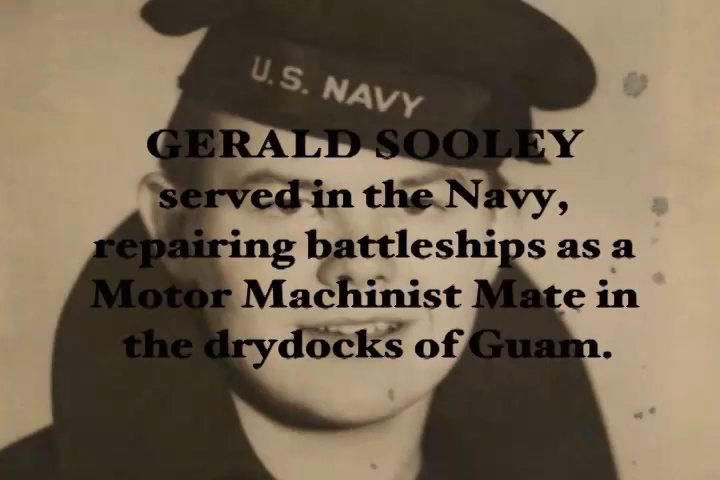 U.S. NAVY
GERALD SOOLEY
served in the Navy,
repairing battleships as a
Motor Machinist Mate in
the drydocks of Guam.